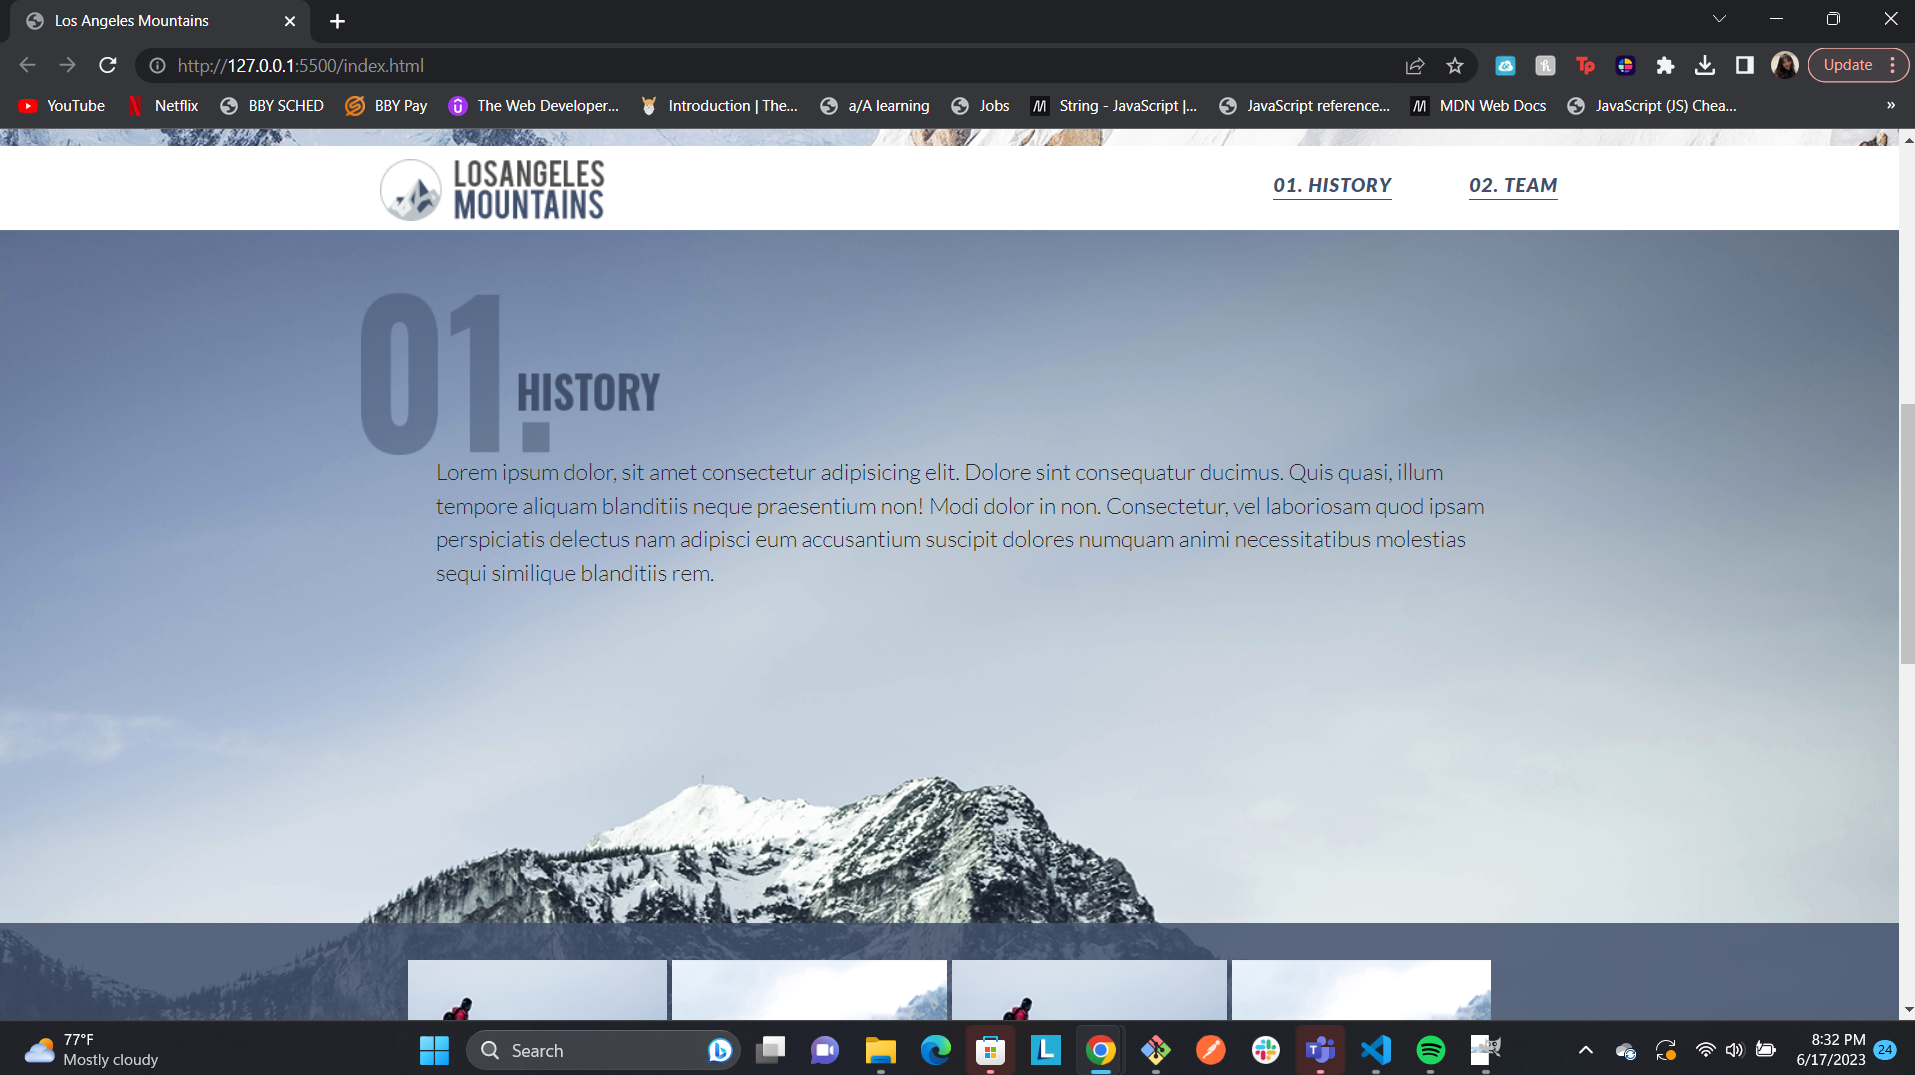 Los Angeles Mountains
http://127.0.0.1:5500/index.html
Update
YouTube Netflix BBY SCHED BBY Pay The Web Developer... Introduction | The... a/A learning Jobs String - JavaScript |... JavaScript reference... MDN Web Docs JavaScript (JS) Chea... »
LOSANGELES
MOUNTAINS
01. HISTORY 02. TEAM
01.
HISTORY
Lorem ipsum dolor, sit amet consectetur adipisicing elit. Dolore sint consequatur ducimus. Quis quasi, illum
tempore aliquam blanditiis neque praesentium non! Modi dolor in non. Consectetur, vel laboriosam quod ipsam
perspiciatis delectus nam adipisci eum accusantium suscipit dolores numquam animi necessitatibus molestias
sequi similique blanditiis rem.
77°F
Mostly cloudy
Search
8:32 PM
6/17/2023
24